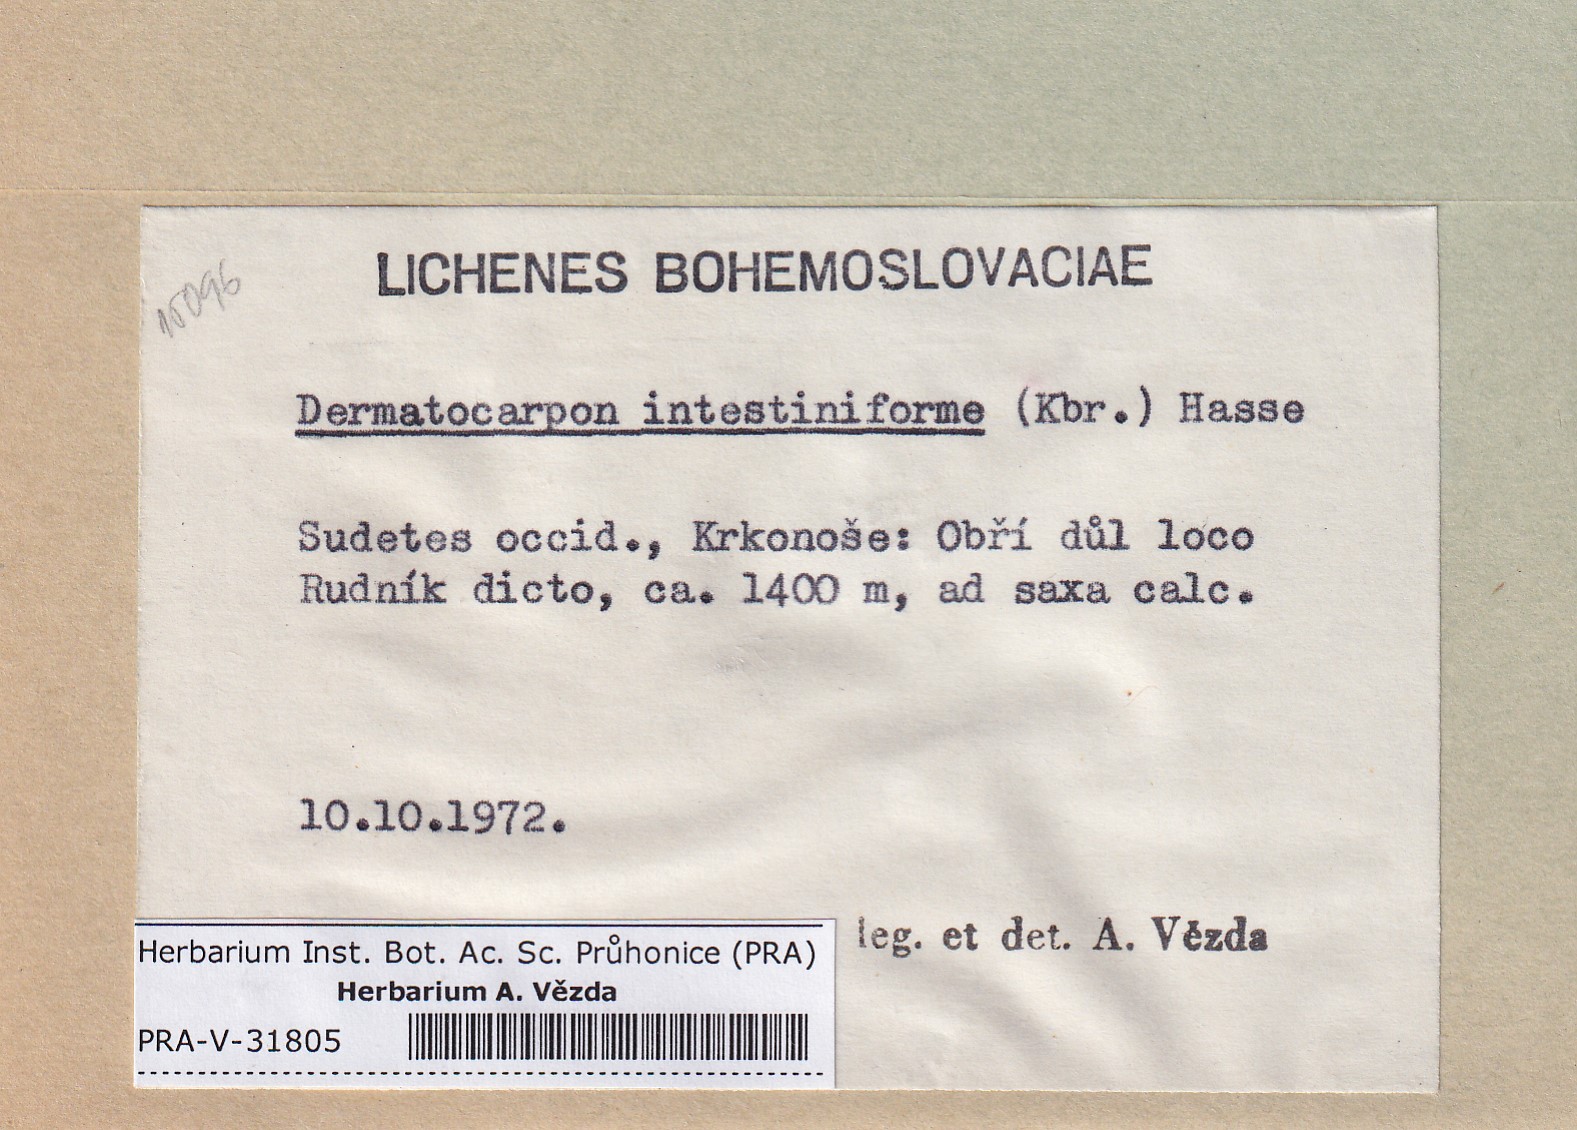 15096
LICHENES BOHEMOSLOVACIAE
Dermatocarpon intestiniforme (Kbr.) Hasse
Sudetes occid., Krkonoše: Obří důl loco
Rudník dicto, ca. 1400 m, ad saxa calc.
10.10.1972.
leg. et det. A. Vězda
Herbarium Inst. Bot. Ac. Sc. Průhonice (PRA)
Herbarium A. Vězda
PRA-V-31805